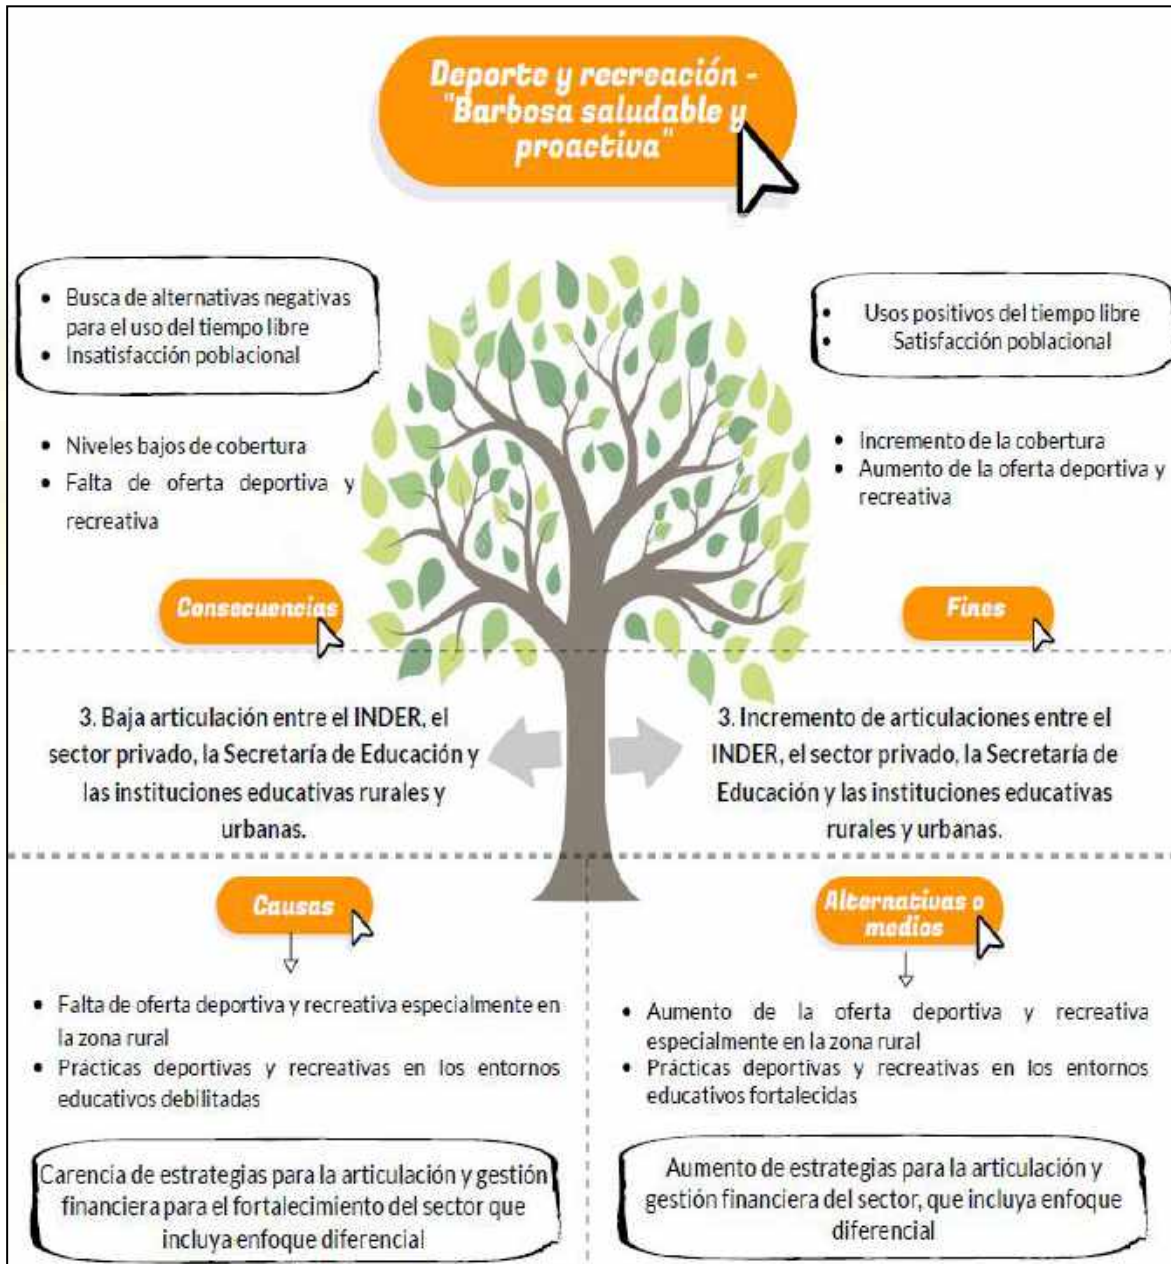 Deporte y recreación -
"Barbosa saludable y
proactiva"
• Busca de alternativas negativas
para el uso del tiempo libre
• Insatisfacción poblacional
• Niveles bajos de cobertura
• Falta de oferta deportiva y
recreativa
Consecuencias
• Usos positivos del tiempo libre
• Satisfacción poblacional
• Incremento de la cobertura
• Aumento de la oferta deportiva y
recreativa
Fines
3. Baja articulación entre el INDER, el
sector privado, la Secretaría de Educación y
las instituciones educativas rurales y
urbanas.
3. Incremento de articulaciones entre el
INDER, el sector privado, la Secretaría de
Educación y las instituciones educativas
rurales y urbanas.
Causas
• Falta de oferta deportiva y recreativa especialmente en
la zona rural
• Prácticas deportivas y recreativas en los entornos
educativos debilitadas
Carencia de estrategias para la articulación y gestión
financiera para el fortalecimiento del sector que
incluya enfoque diferencial
Alternativas o
medios
• Aumento de la oferta deportiva y recreativa
especialmente en la zona rural
• Prácticas deportivas y recreativas en los entornos
educativos fortalecidas
Aumento de estrategias para la articulación y
gestión financiera del sector, que incluya enfoque
diferencial